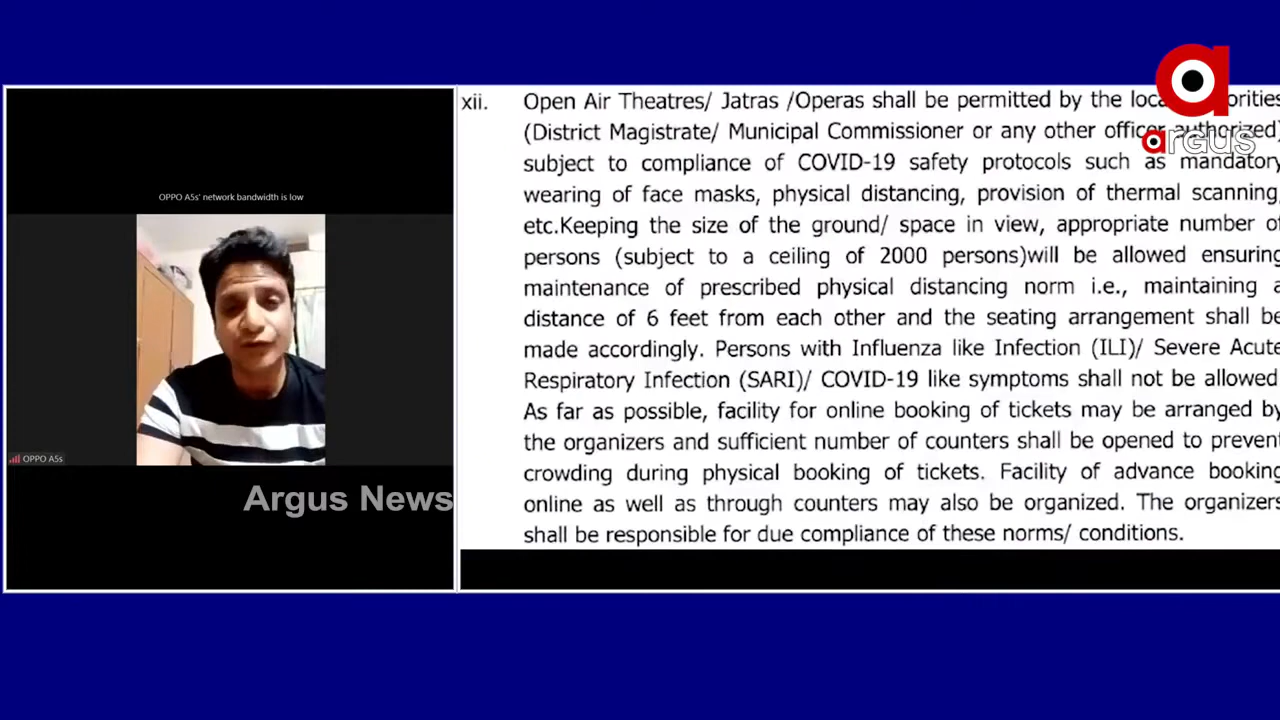 OPPO A5s' network bandwidth is low
OPPO A5s
Argus News
argus
xii. Open Air Theatres/ Jatras /Operas shall be permitted by the
(District Magistrate/ Municipal Commissioner or any other officer authorized)
subject to compliance of COVID-19 safety protocols such as mandatory
wearing of face masks, physical distancing, provision of thermal scanning,
etc.Keeping the size of the ground/ space in view, appropriate number of
persons (subject to a ceiling of 2000 persons)will be allowed ensuring
maintenance of prescribed physical distancing norm i.e., maintaining a
distance of 6 feet from each other and the seating arrangement shall be
made accordingly. Persons with Influenza like Infection (ILI)/ Severe Acute
Respiratory Infection (SARI)/ COVID-19 like symptoms shall not be allowed
As far as possible, facility for online booking of tickets may be arranged by
the organizers and sufficient number of counters shall be opened to prevent
crowding during physical booking of tickets. Facility of advance booking
online as well as through counters may also be organized. The organizers
shall be responsible for due compliance of these norms/ conditions.